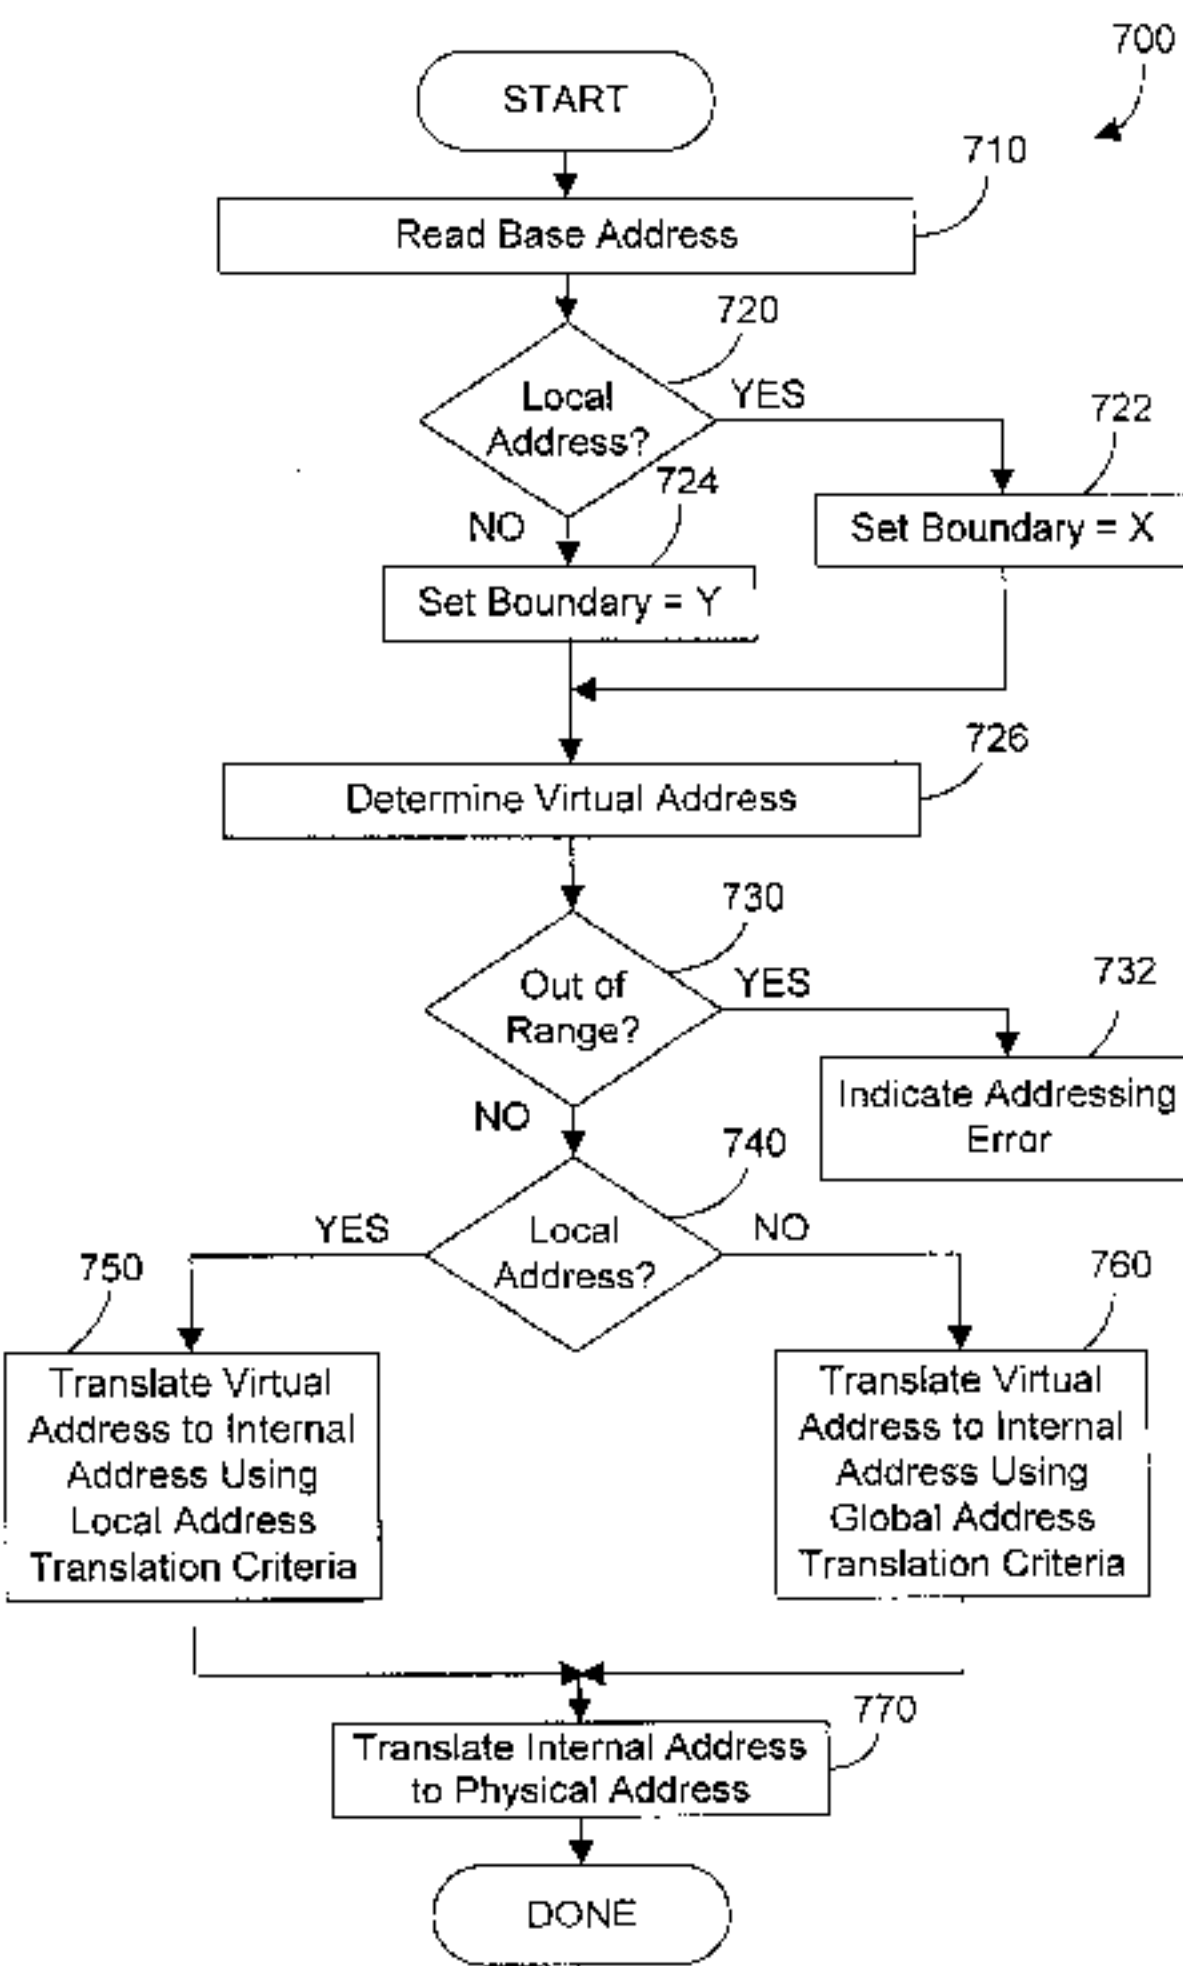 700
START
710
Read Base Address
720
Local
Address?
YES
722
724
NO
Set Boundary = X
Set Boundary = Y
726
Determine Virtual Address
730
Out of
Range?
YES
732
Indicate Addressing
Error
NO
740
Local
Address?
YES
NO
750
760
Translate Virtual
Address to Internal
Address Using
Local Address
Translation Criteria
Translate Virtual
Address to Internal
Address Using
Global Address
Translation Criteria
770
Translate Internal Address
to Physical Address
DONE